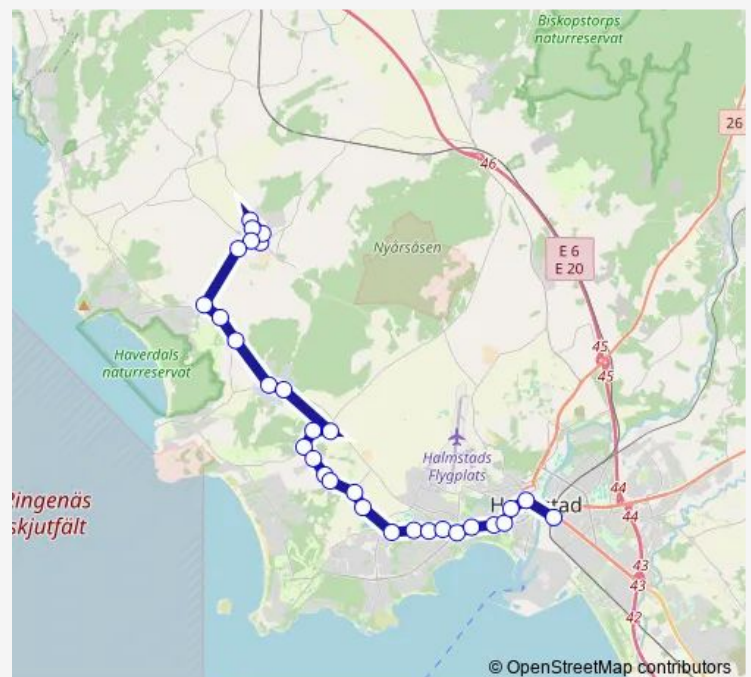 Biskopstorps
naturreservat
26
46
Nyårsåsen
E 6
E 20
Haverdals
naturreservat
45
45
Halmstads
Flygplats
Ringenäs
skjutfält
44
44
43
43
42
© OpenStreetMap contributors